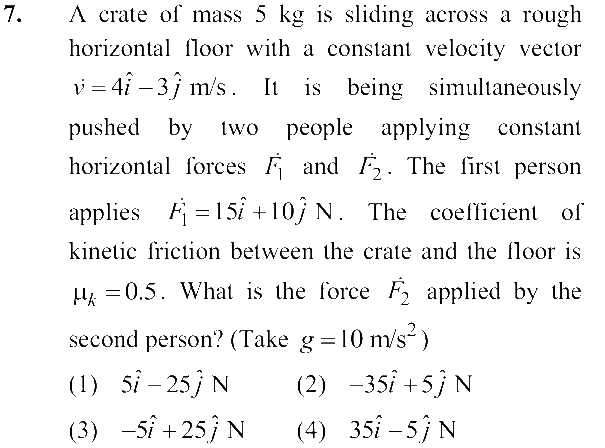 7. A crate of mass 5 kg is sliding across a rough
horizontal floor with a constant velocity vector
v⃗ = 4î − 3ĵ m/s. It is being simultaneously
pushed by two people applying constant
horizontal forces F⃗₁ and F⃗₂. The first person
applies F⃗₁ = 15î + 10ĵ N. The coefficient of
kinetic friction between the crate and the floor is
μₖ = 0.5. What is the force F⃗₂ applied by the
second person? (Take g = 10 m/s²)
(1) 5î − 25ĵ N (2) −35î + 5ĵ N
(3) −5î + 25ĵ N (4) 35î − 5ĵ N